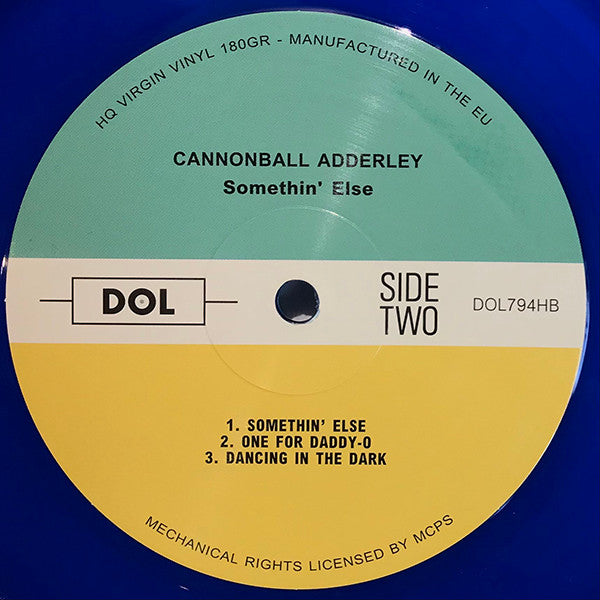 HQ VIRGIN VINYL 180GR - MANUFACTURED IN THE EU
CANNONBALL ADDERLEY
Somethin' Else
DOL
SIDE
TWO
DOL794HB
1. SOMETHIN' ELSE
2. ONE FOR DADDY-O
3. DANCING IN THE DARK
MECHANICAL RIGHTS LICENSED BY MCPS